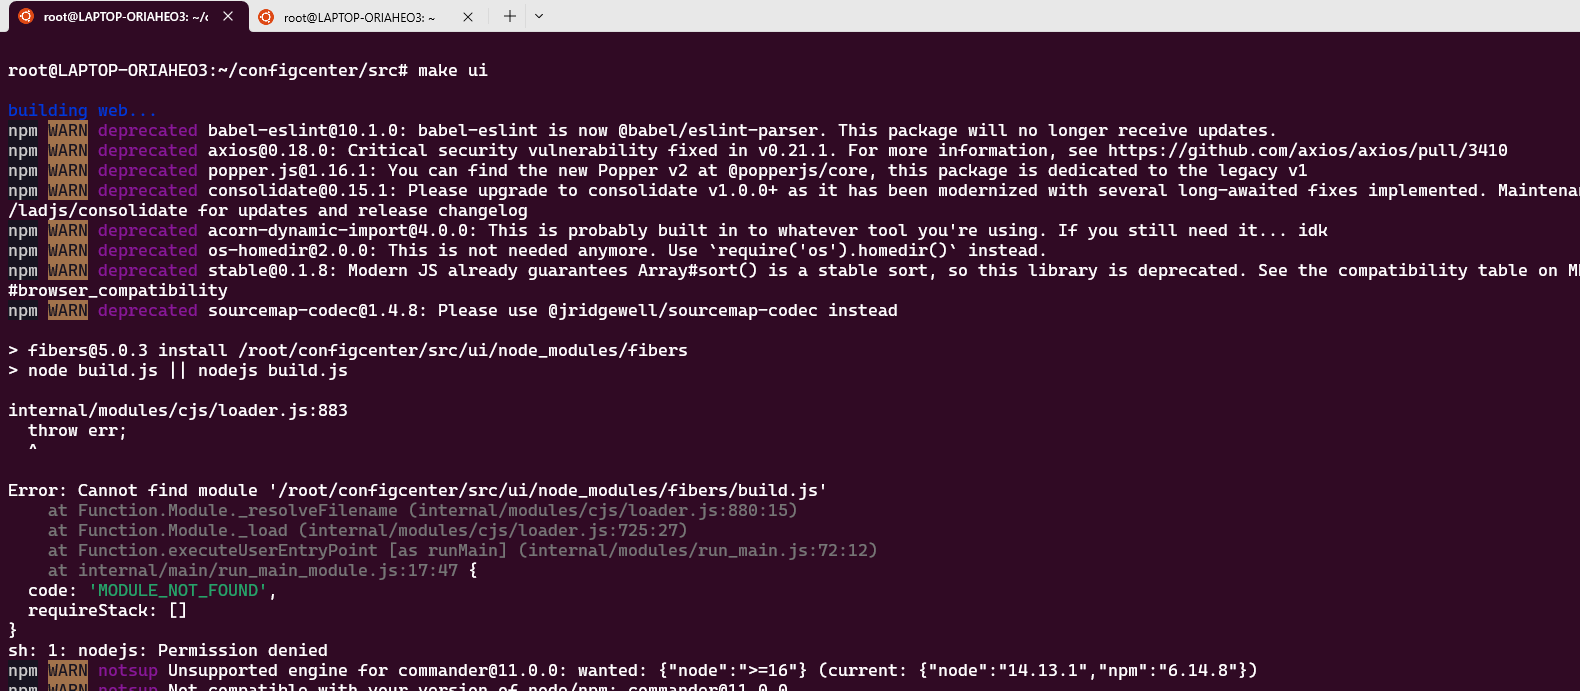 root@LAPTOP-ORIAHEO3: ~/c
root@LAPTOP-ORIAHEO3: ~
root@LAPTOP-ORIAHEO3:~/configcenter/src# make ui
building web...
npm WARN deprecated babel-eslint@10.1.0: babel-eslint is now @babel/eslint-parser. This package will no longer receive updates.
npm WARN deprecated axios@0.18.0: Critical security vulnerability fixed in v0.21.1. For more information, see https://github.com/axios/axios/pull/3410
npm WARN deprecated popper.js@1.16.1: You can find the new Popper v2 at @popperjs/core, this package is dedicated to the legacy v1
npm WARN deprecated consolidate@0.15.1: Please upgrade to consolidate v1.0.0+ as it has been modernized with several long-awaited fixes implemented. Maintenan
/ladjs/consolidate for updates and release changelog
npm WARN deprecated acorn-dynamic-import@4.0.0: This is probably built in to whatever tool you're using. If you still need it... idk
npm WARN deprecated os-homedir@2.0.0: This is not needed anymore. Use `require('os').homedir()` instead.
npm WARN deprecated stable@0.1.8: Modern JS already guarantees Array#sort() is a stable sort, so this library is deprecated. See the compatibility table on
#browser_compatibility
npm WARN deprecated sourcemap-codec@1.4.8: Please use @jridgewell/sourcemap-codec instead
> fibers@5.0.3 install /root/configcenter/src/ui/node_modules/fibers
> node build.js || nodejs build.js
internal/modules/cjs/loader.js:883
throw err;
^
Error: Cannot find module '/root/configcenter/src/ui/node_modules/fibers/build.js'
at Function.Module._resolveFilename (internal/modules/cjs/loader.js:880:15)
at Function.Module._load (internal/modules/cjs/loader.js:725:27)
at Function.executeUserEntryPoint [as runMain] (internal/modules/run_main.js:72:12)
at internal/main/run_main_module.js:17:47 {
code: 'MODULE_NOT_FOUND',
requireStack: []
}
sh: 1: nodejs: Permission denied
npm WARN notsup Unsupported engine for commander@11.0.0: wanted: {"node":">=16"} (current: {"node":"14.13.1","npm":"6.14.8"})
npm WARN notsup Not compatible with your version of node/npm: commander@11.0.0